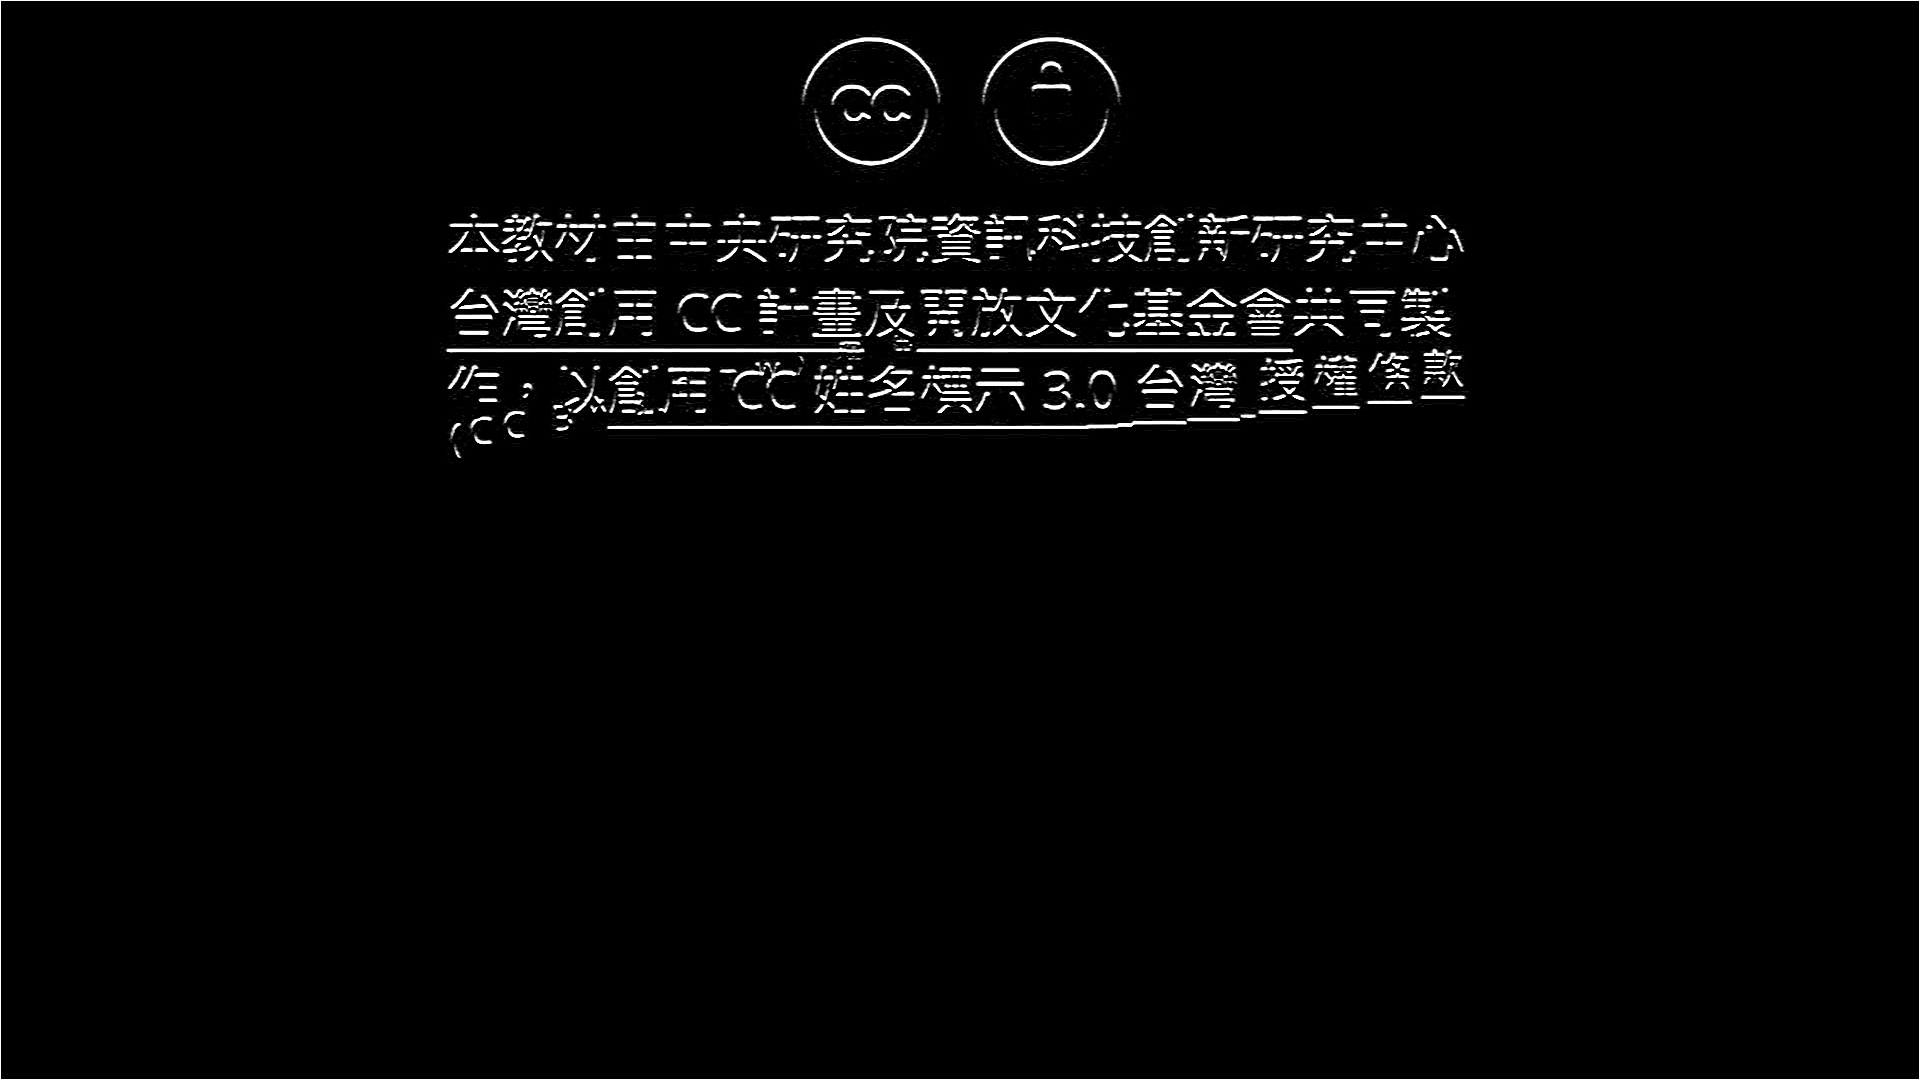 cc
本教材由中央研究院資訊科技創新研究中心
台灣創用 CC 計畫及開放文化基金會共同製
作，以創用 CC 姓名標示 3.0 台灣 授權條款
(CC B